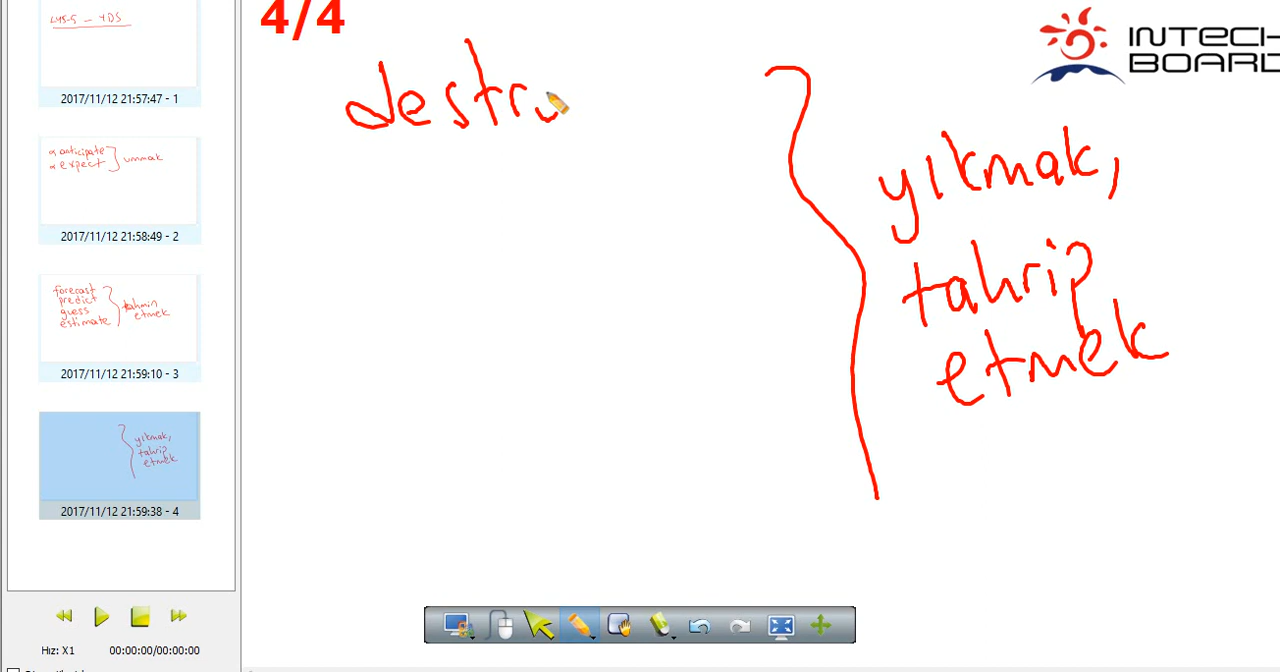 LYS-5 - YDS
2017/11/12 21:57:47 - 1
anticipate
expect
ummak
2017/11/12 21:58:49 - 2
forecast
predict
guess
estimate
tahmin
etmek
2017/11/12 21:59:10 - 3
yıkmak,
tahrip
etmek
2017/11/12 21:59:38 - 4
Hız: X1
00:00:00/00:00:00
4/4
INTECH
BOARD
destro
yıkmak,
tahrip
etmek